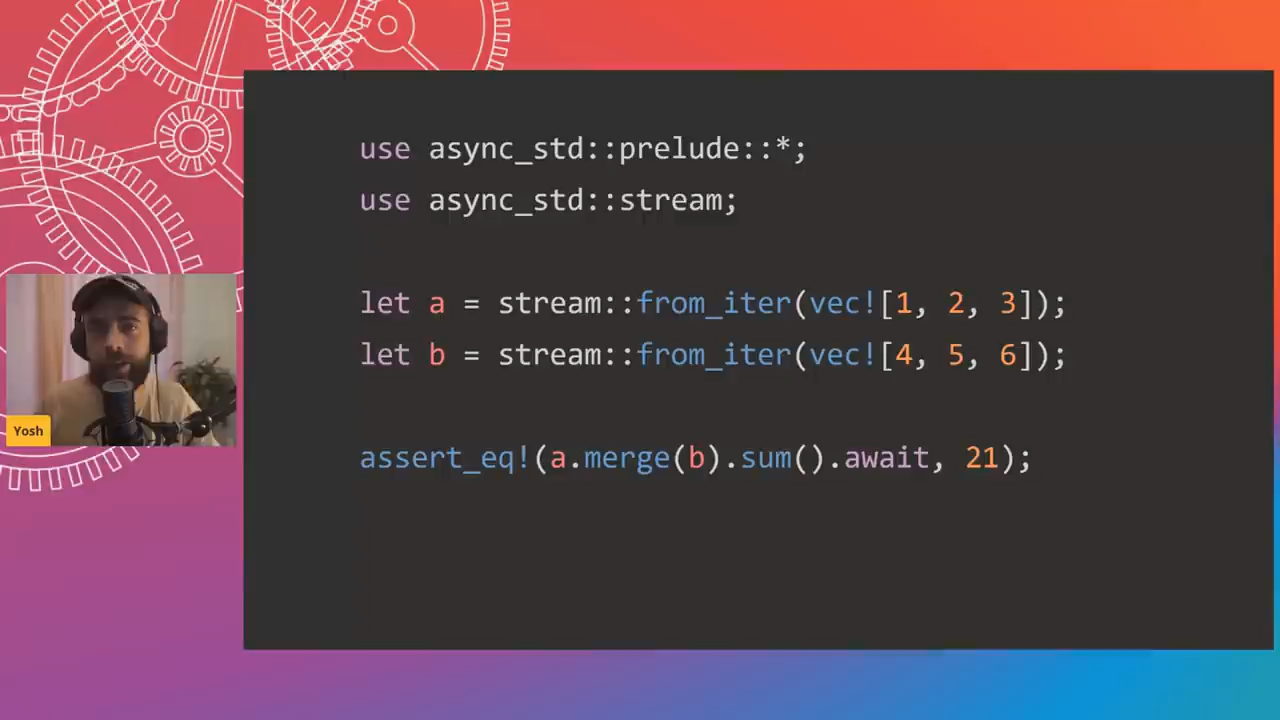 use async_std::prelude::*;
use async_std::stream;
let a = stream::from_iter(vec![1, 2, 3]);
let b = stream::from_iter(vec![4, 5, 6]);
assert_eq!(a.merge(b).sum().await, 21);
Yosh